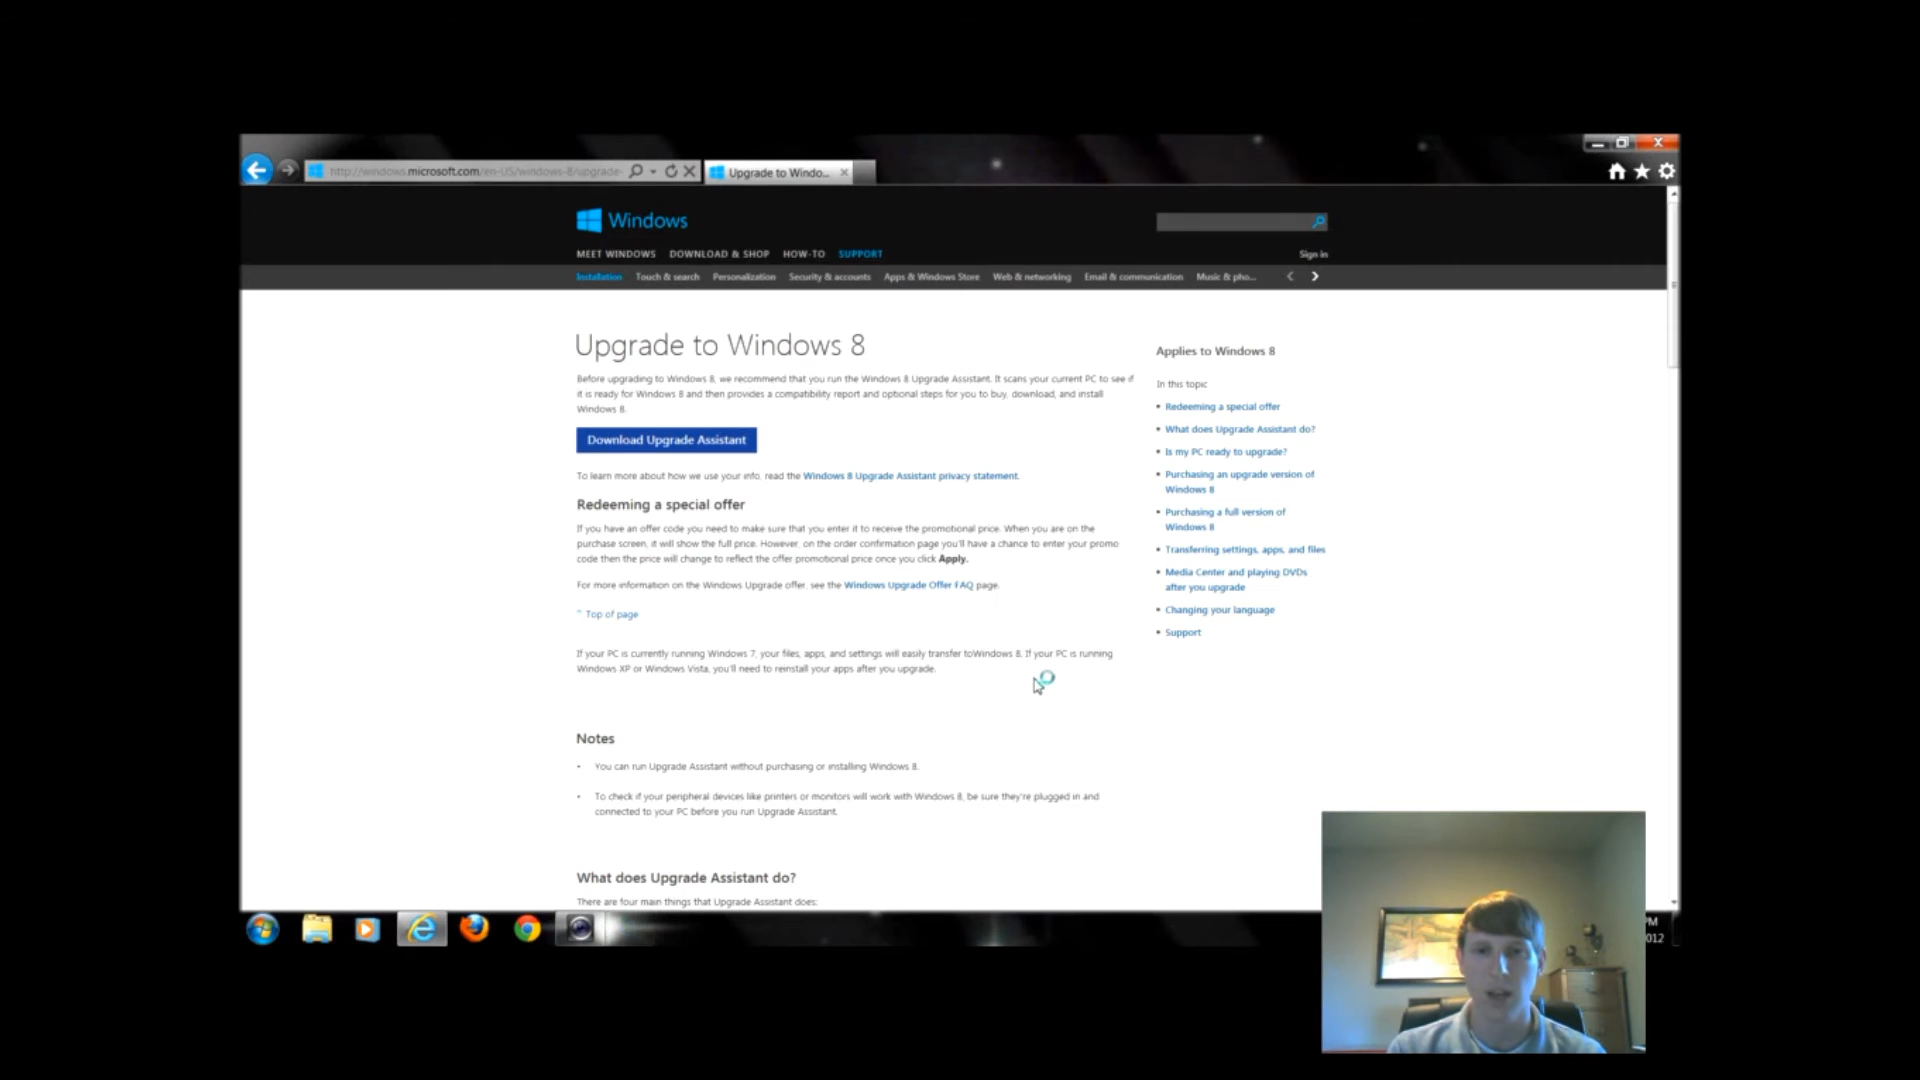 http://windows.microsoft.com/en-US/windows-8/upgrade-
Upgrade to Windo...
Windows
MEET WINDOWS DOWNLOAD & SHOP HOW-TO SUPPORT
Sign in
Installation Touch & search Personalization Security & accounts Apps & Windows Store Web & networking Email & communication Music & pho...
Upgrade to Windows 8
Before upgrading to Windows 8, we recommend that you run the Windows 8 Upgrade Assistant. It scans your current PC to see if
it is ready for Windows 8 and then provides a compatibility report and optional steps for you to buy, download, and install
Windows 8.
Download Upgrade Assistant
To learn more about how we use your info, read the Windows 8 Upgrade Assistant privacy statement.
Redeeming a special offer
If you have an offer code you need to make sure that you enter it to receive the promotional price. When you are on the
purchase screen, it will show the full price. However, on the order confirmation page you'll have a chance to enter your promo
code then the price will change to reflect the offer promotional price once you click Apply.
For more information on the Windows Upgrade offer, see the Windows Upgrade Offer FAQ page.
^ Top of page
If your PC is currently running Windows 7, your files, apps, and settings will easily transfer toWindows 8. If your PC is running
Windows XP or Windows Vista, you'll need to reinstall your apps after you upgrade.
Notes
• You can run Upgrade Assistant without purchasing or installing Windows 8.
• To check if your peripheral devices like printers or monitors will work with Windows 8, be sure they're plugged in and
connected to your PC before you run Upgrade Assistant.
What does Upgrade Assistant do?
There are four main things that Upgrade Assistant does:
Applies to Windows 8
In this topic
• Redeeming a special offer
• What does Upgrade Assistant do?
• Is my PC ready to upgrade?
• Purchasing an upgrade version of
Windows 8
• Purchasing a full version of
Windows 8
• Transferring settings, apps, and files
• Media Center and playing DVDs
after you upgrade
• Changing your language
• Support
PM
012